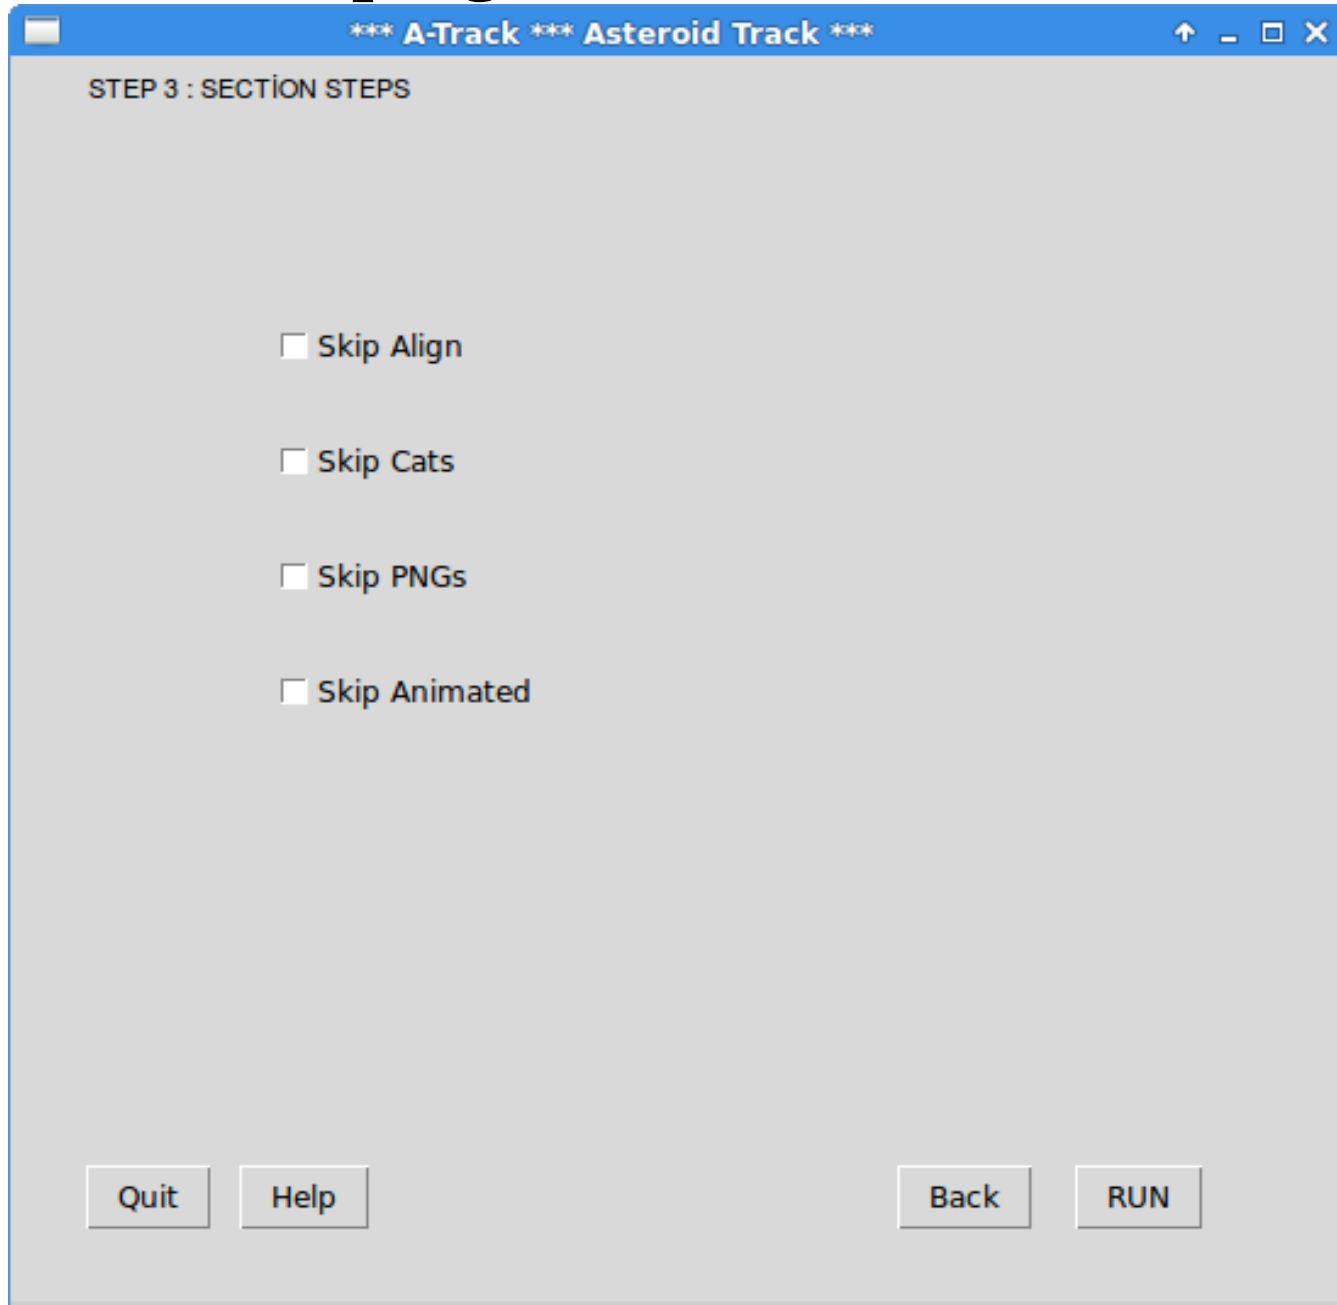 *** A-Track *** Asteroid Track ***
STEP 3 : SECTİON STEPS
Skip Align
Skip Cats
Skip PNGs
Skip Animated
Quit Help Back RUN